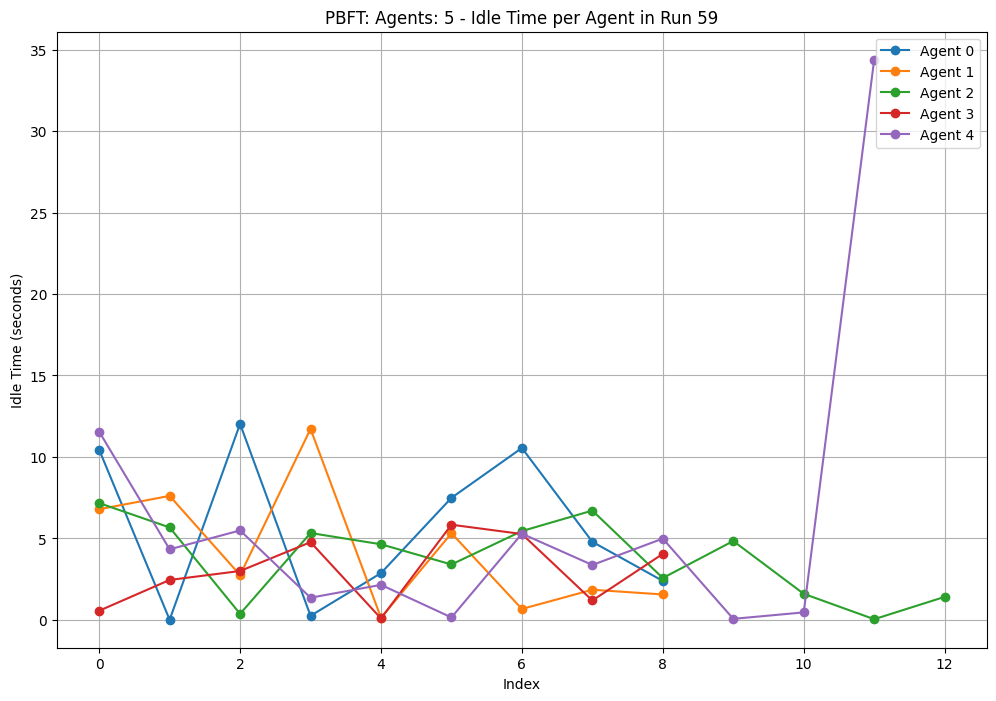 PBFT: Agents: 5 - Idle Time per Agent in Run 59
Idle Time (seconds)
35
30
25
20
15
10
5
0
0 2 4 6 8 10 12
Index
Agent 0
Agent 1
Agent 2
Agent 3
Agent 4